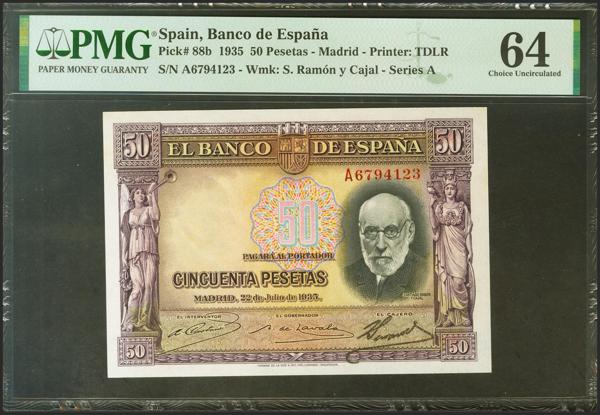 PMG
PAPER MONEY GUARANTY
Spain, Banco de España
Pick# 88b 1935 50 Pesetas - Madrid - Printer: TDLR
S/N A6794123 - Wmk: S. Ramón y Cajal - Series A
64
Choice Uncirculated
50
50
EL BANCO DE ESPAÑA
A6794123
50
PAGARÁ AL PORTADOR
CINCUENTA PESETAS
MADRID, 22 de Julio de 1935.
EL INTERVENTOR
EL GOBERNADOR
EL CAJERO
50
50